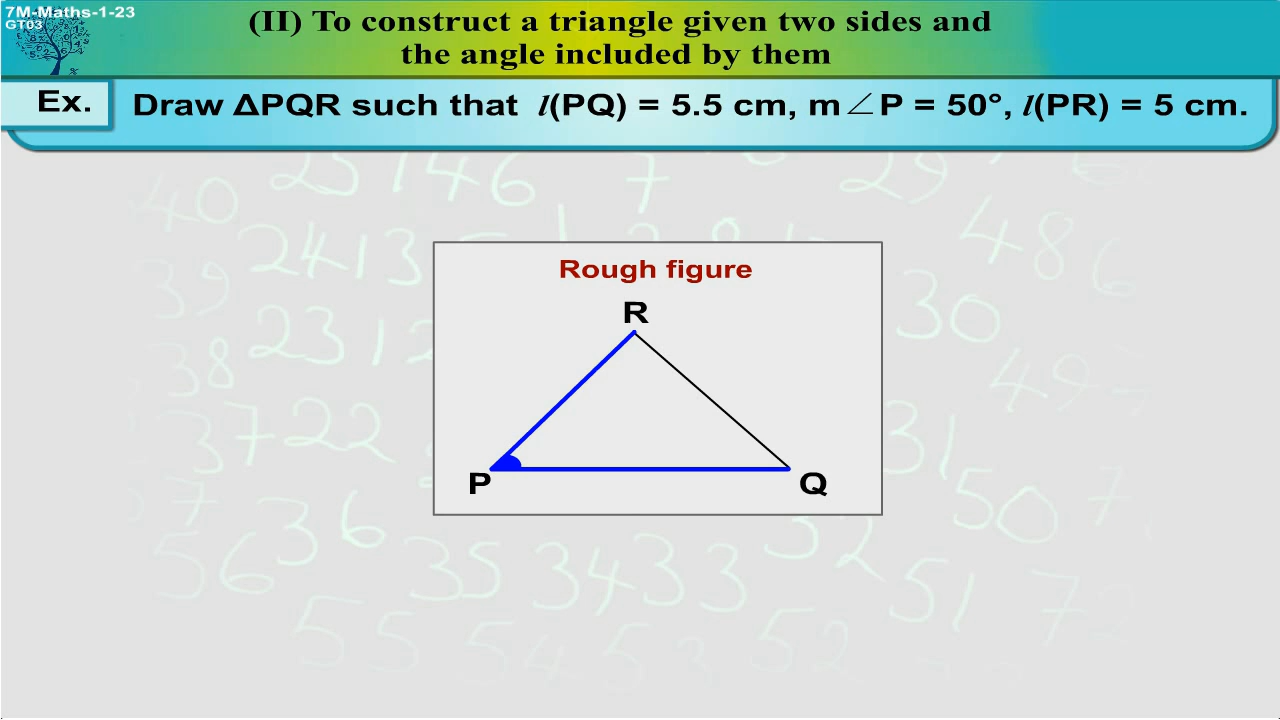 7M-Maths-1-23
GT03
(II) To construct a triangle given two sides and
the angle included by them
Ex.
Draw ΔPQR such that l(PQ) = 5.5 cm, m∠P = 50°, l(PR) = 5 cm.
Rough figure
R
P
Q